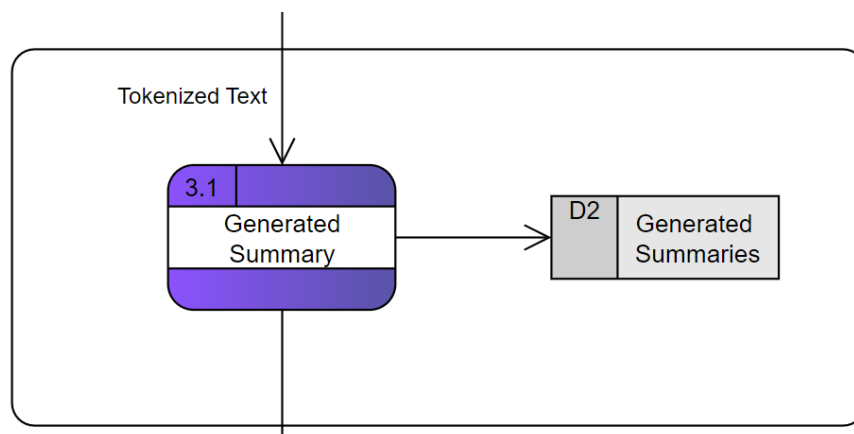 Tokenized Text
3.1
Generated
Summary
D2
Generated
Summaries